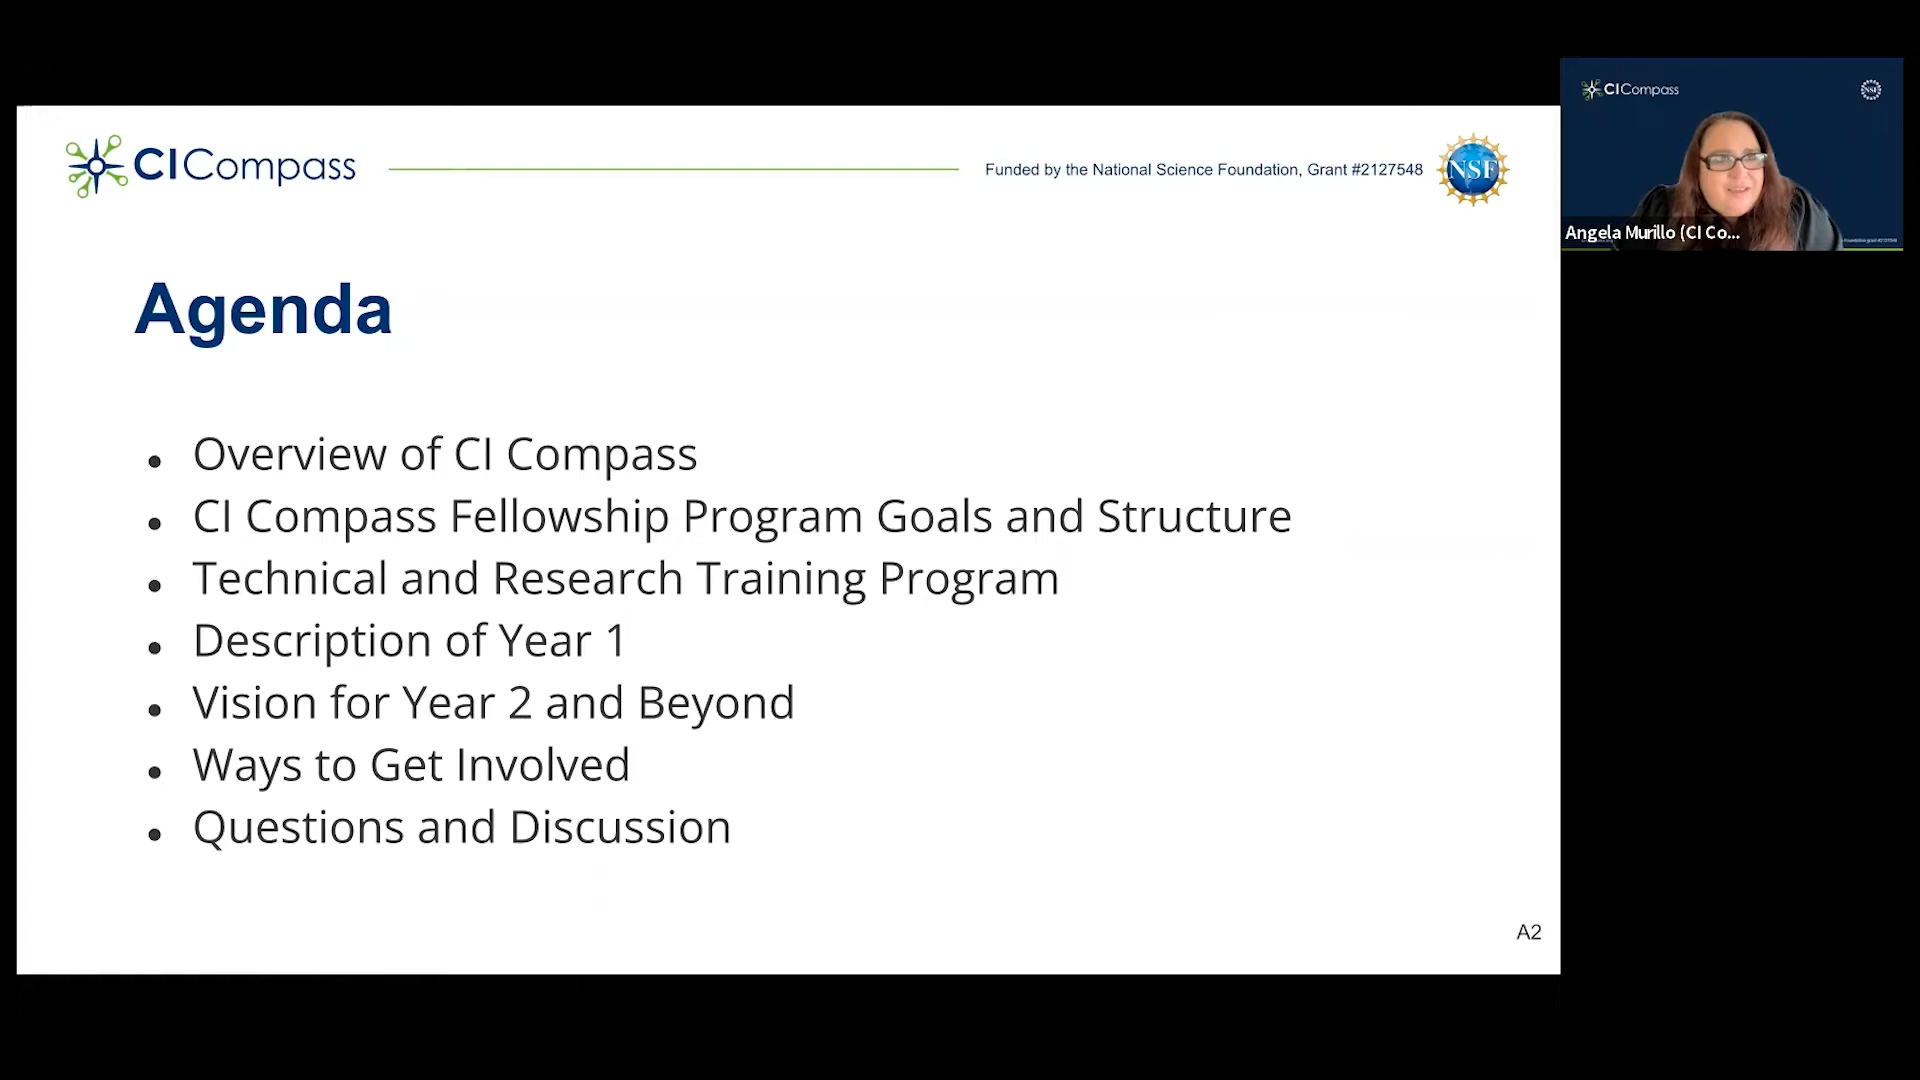 CI Compass
Funded by the National Science Foundation, Grant #2127548
NSF
Agenda
Overview of CI Compass
CI Compass Fellowship Program Goals and Structure
Technical and Research Training Program
Description of Year 1
Vision for Year 2 and Beyond
Ways to Get Involved
Questions and Discussion
A2
CI Compass
NSF
Angela Murillo (CI Co...